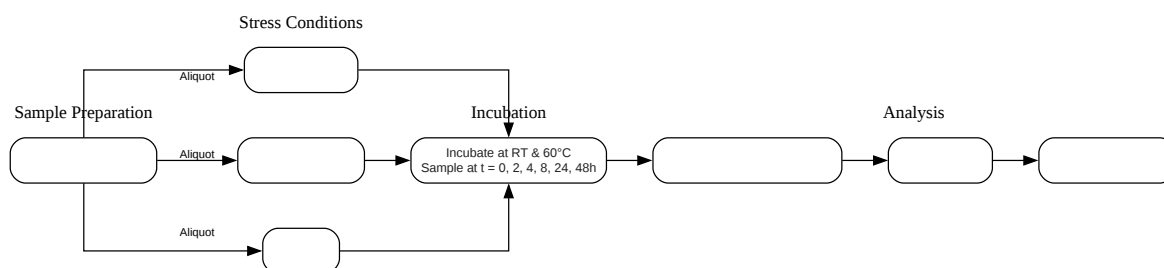 Stress Conditions
Aliquot
Sample Preparation
Incubation
Analysis
Aliquot
Incubate at RT & 60°C
Sample at t = 0, 2, 4, 8, 24, 48h
Aliquot